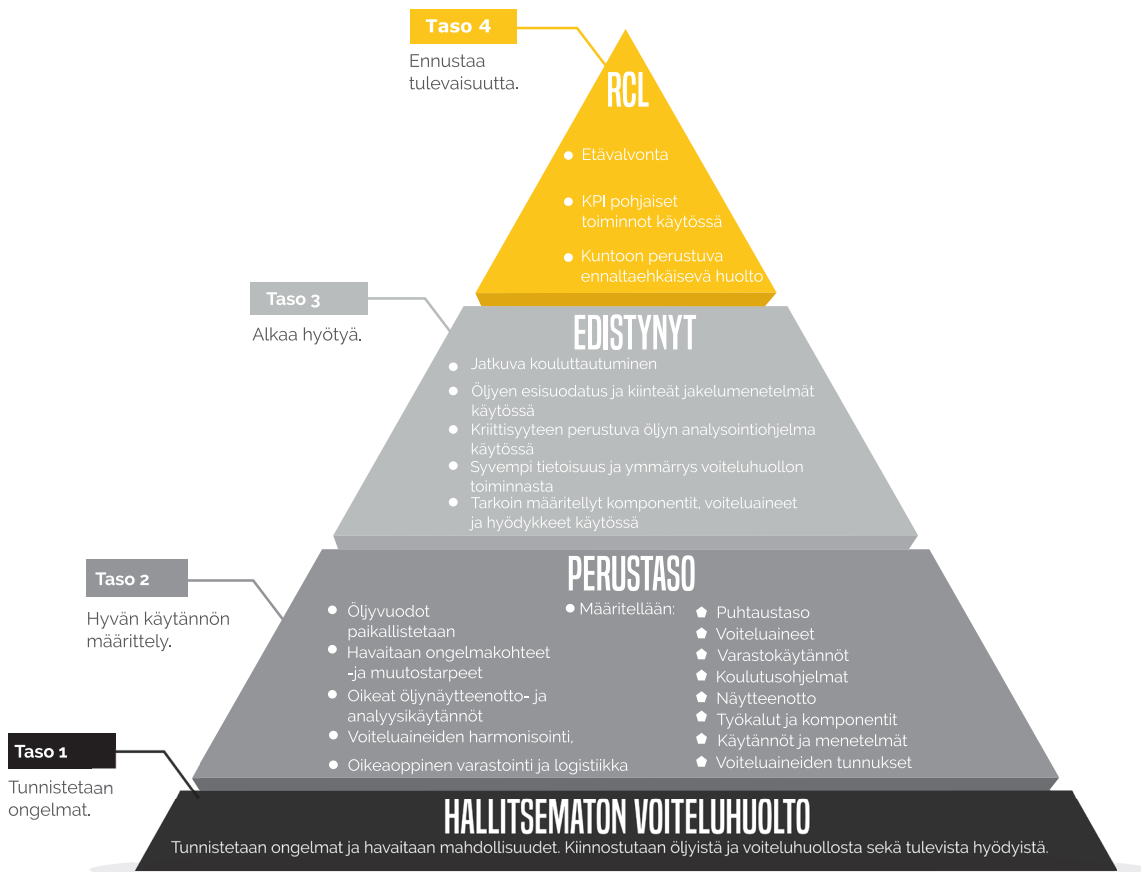 Taso 4
Ennustaa
tulevaisuutta.
RCL
Etävalvonta
KPI pohjaiset
toiminnot käytössä
Kuntoon perustuva
ennaltaehkäisevä huolto
Taso 3
Alkaa hyötyä.
EDISTYNYT
Jatkuva kouluttautuminen
Öljyen esisuodatus ja kiinteät jakelumenetelmät
käytössä
Kriittisyyteen perustuva öljyn analysointiohjelma
käytössä
Syvempi tietoisuus ja ymmärrys voiteluhuollon
toiminnasta
Tarkoin määritellyt komponentit, voiteluaineet
ja hyödykkeet käytössä
Taso 2
Hyvän käytännön
määrittely.
PERUSTASO
Öljyvuodot
paikallistetaan
Havaitaan ongelmakohteet
-ja muutostarpeet
Oikeat öljynäytteenotto- ja
analyysikäytännöt
Voiteluaineiden harmonisointi,
Oikeaoppinen varastointi ja logistiikka
Määritellään:
Puhtaustaso
Voiteluaineet
Varastokäytännöt
Koulutusohjelmat
Näytteenotto
Työkalut ja komponentit
Käytännöt ja menetelmät
Voiteluaineiden tunnukset
Taso 1
Tunnistetaan
ongelmat.
HALLITSEMATON VOITELUHUOLTO
Tunnistetaan ongelmat ja havaitaan mahdollisuudet. Kiinnostutaan öljyistä ja voiteluhuollosta sekä tulevista hyödyistä.